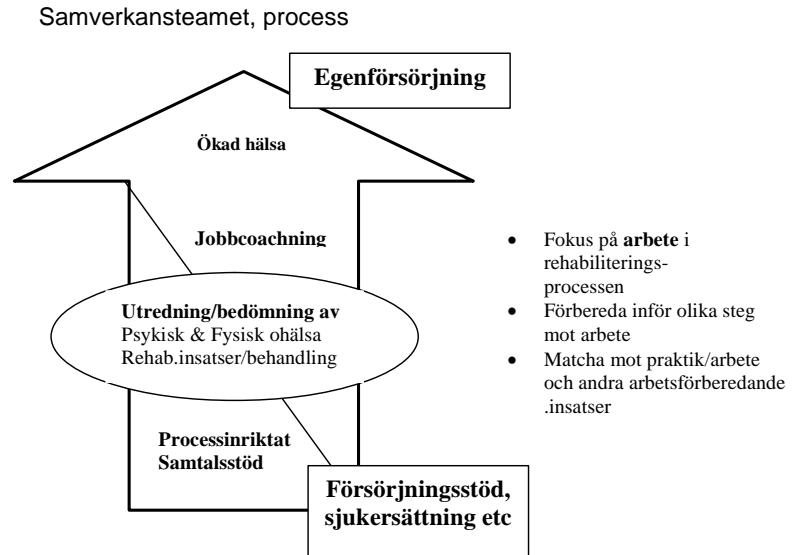 Samverkansteamet, process
Egenförsörjning
Ökad hälsa
Jobbcoachning
Utredning/bedömning av
Psykisk & Fysisk ohälsa
Rehab.insatser/behandling
Processinriktat
Samtalsstöd
Försörjningsstöd,
sjukersättning etc
• Fokus på arbete i
rehabiliterings-
processen
• Förbereda inför olika steg
mot arbete
• Matcha mot praktik/arbete
och andra arbetsförberedande
.insatser